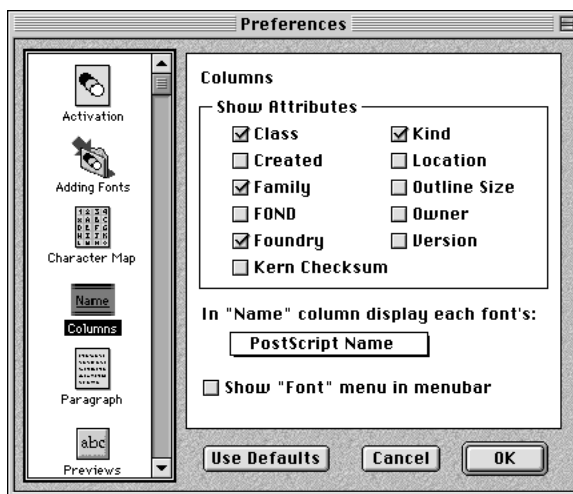 Preferences
Activation
Adding Fonts
Character Map
Name
Columns
Paragraph
abc
Previews
Columns
Show Attributes
Class
Kind
Created
Location
Family
Outline Size
FOND
Owner
Foundry
Version
Kern Checksum
In "Name" column display each font's:
PostScript Name
Show "Font" menu in menubar
Use Defaults
Cancel
OK